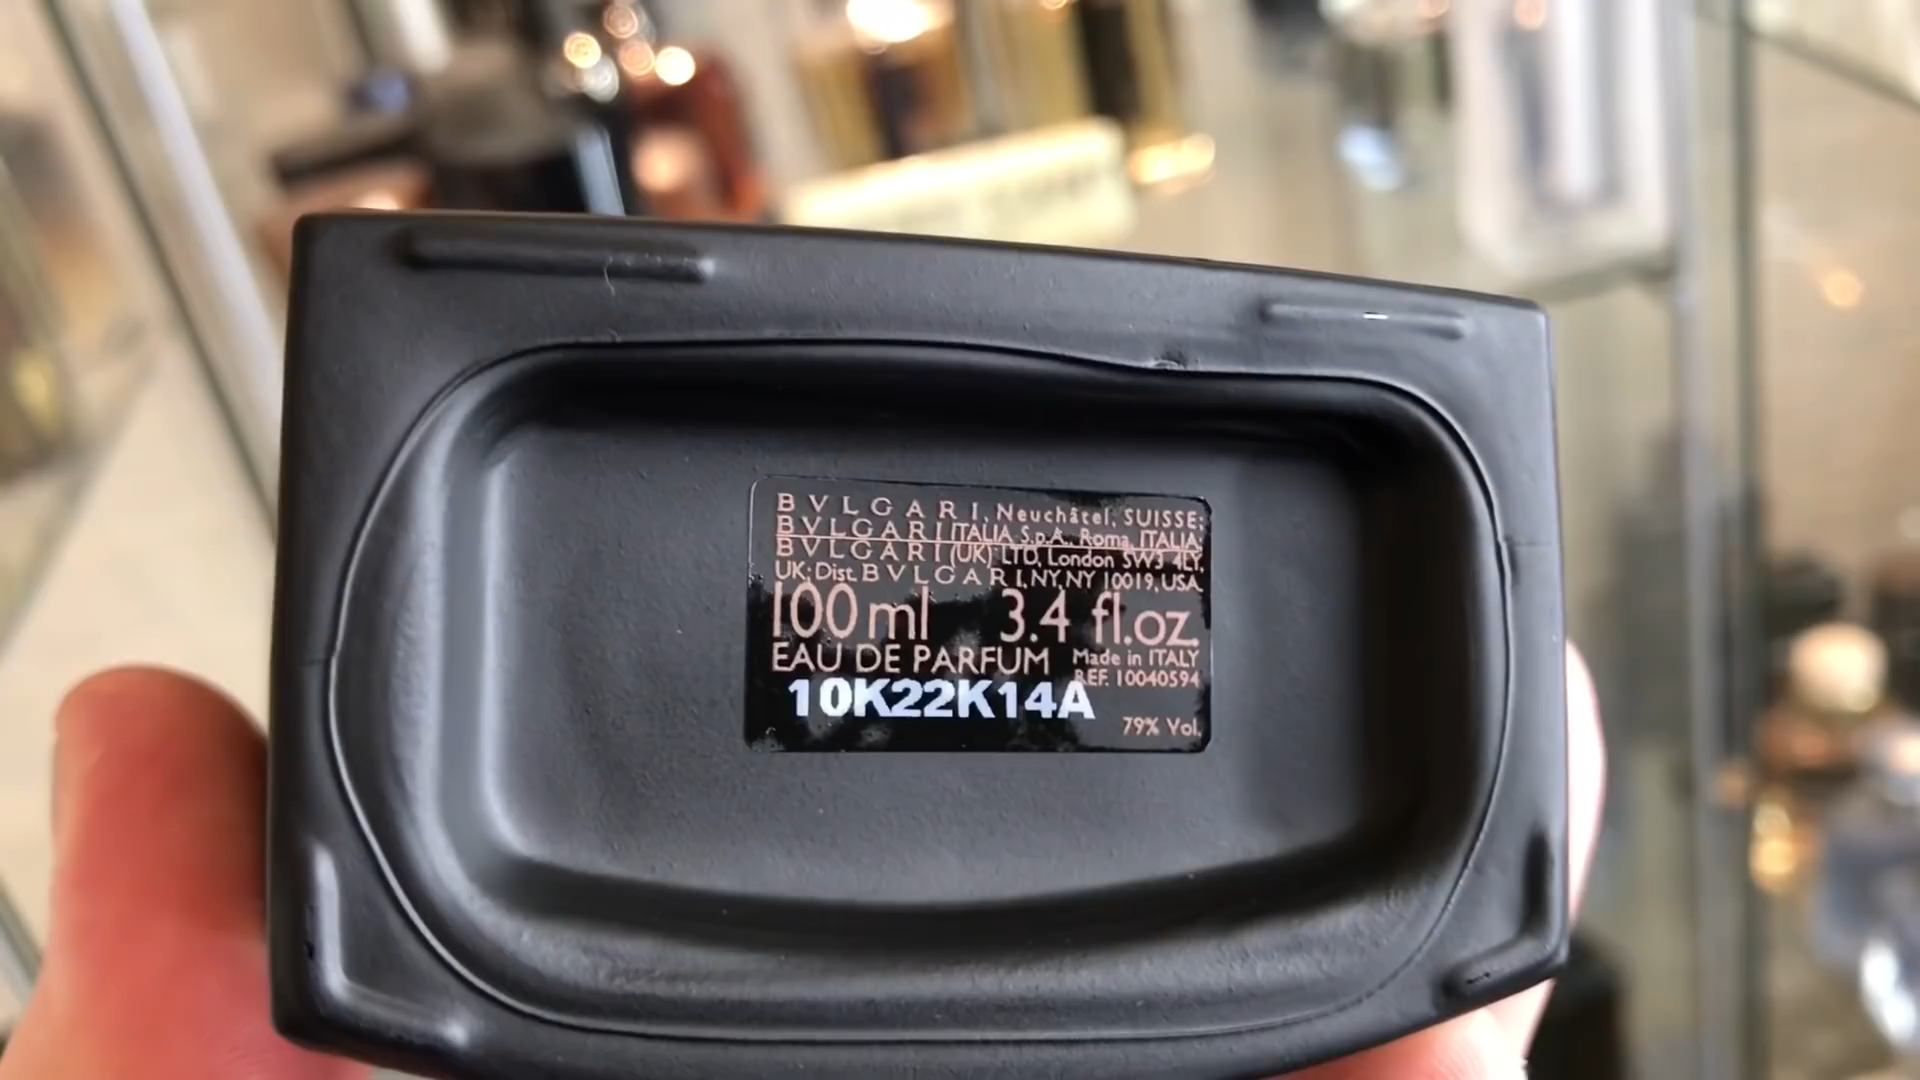 BVLGARI, Neuchâtel, SUISSE;
BVLGARI ITALIA S.p.A., Roma, ITALIA;
BVLGARI (UK) LTD, London SW3 4LY,
UK; Dist. BVLGARI, NY, NY 10019, USA.
100 ml 3.4 fl.oz.
EAU DE PARFUM Made in ITALY
REF. 10040594
10K22K14A
79% Vol.